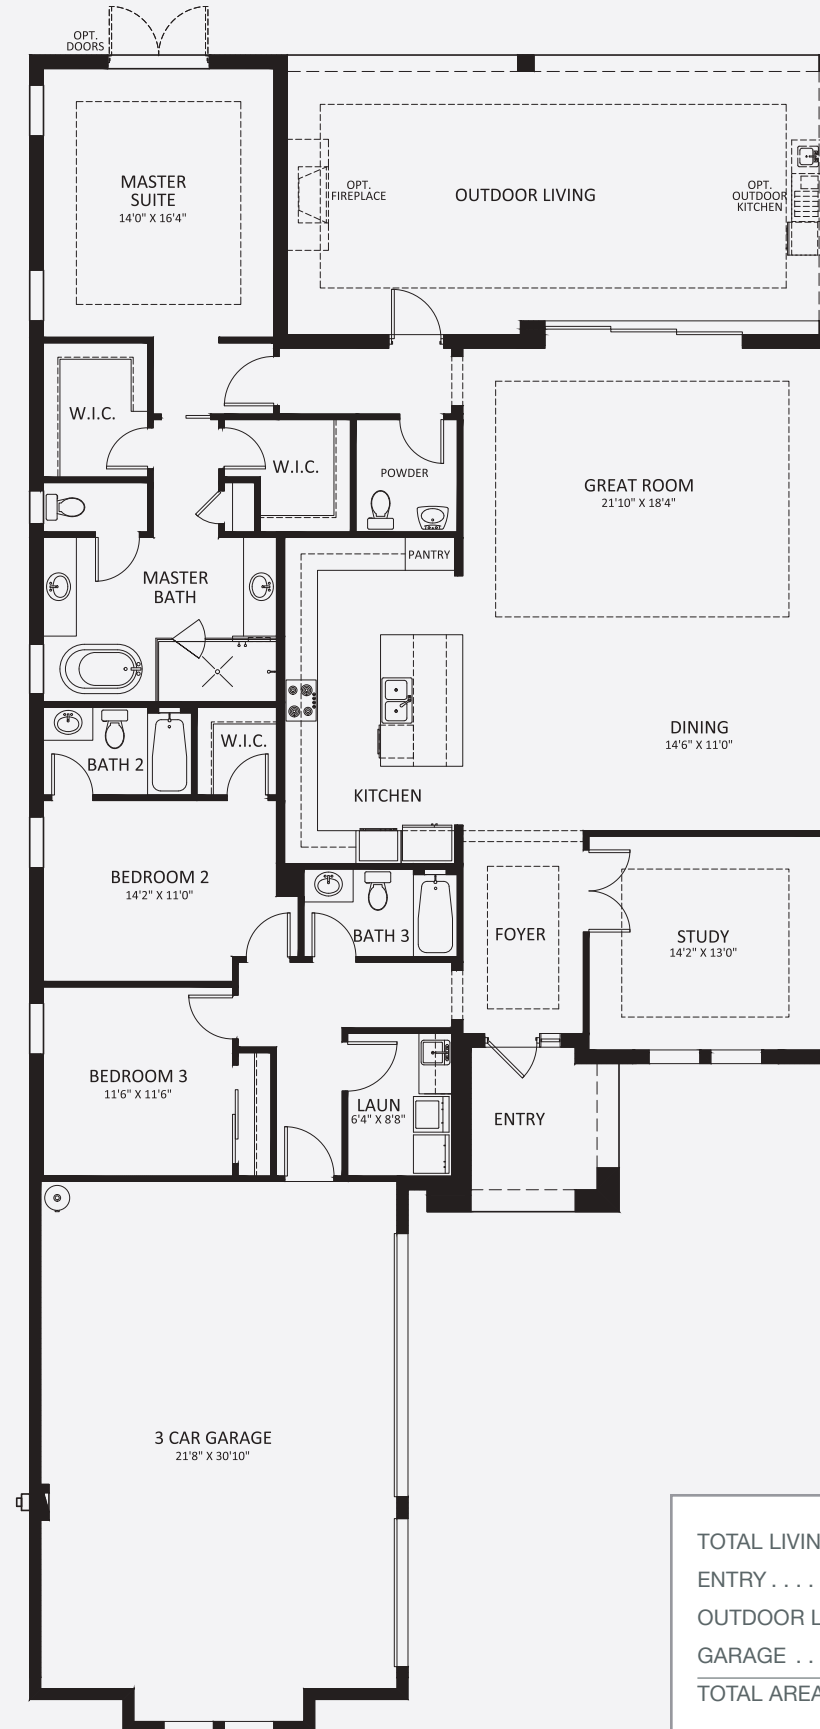 OPT.
DOORS
MASTER
SUITE
14'0" X 16'4"
OPT.
FIREPLACE
OUTDOOR LIVING
OPT.
OUTDOOR
KITCHEN
W.I.C.
W.I.C.
POWDER
GREAT ROOM
21'10" X 18'4"
PANTRY
MASTER
BATH
DINING
14'6" X 11'0"
W.I.C.
BATH 2
KITCHEN
BEDROOM 2
14'2" X 11'0"
BATH 3
FOYER
STUDY
14'2" X 13'0"
BEDROOM 3
11'6" X 11'6"
LAUN
6'4" X 8'8"
ENTRY
3 CAR GARAGE
21'8" X 30'10"
TOTAL LIVIN
ENTRY . . . .
OUTDOOR L
GARAGE . .
TOTAL AREA